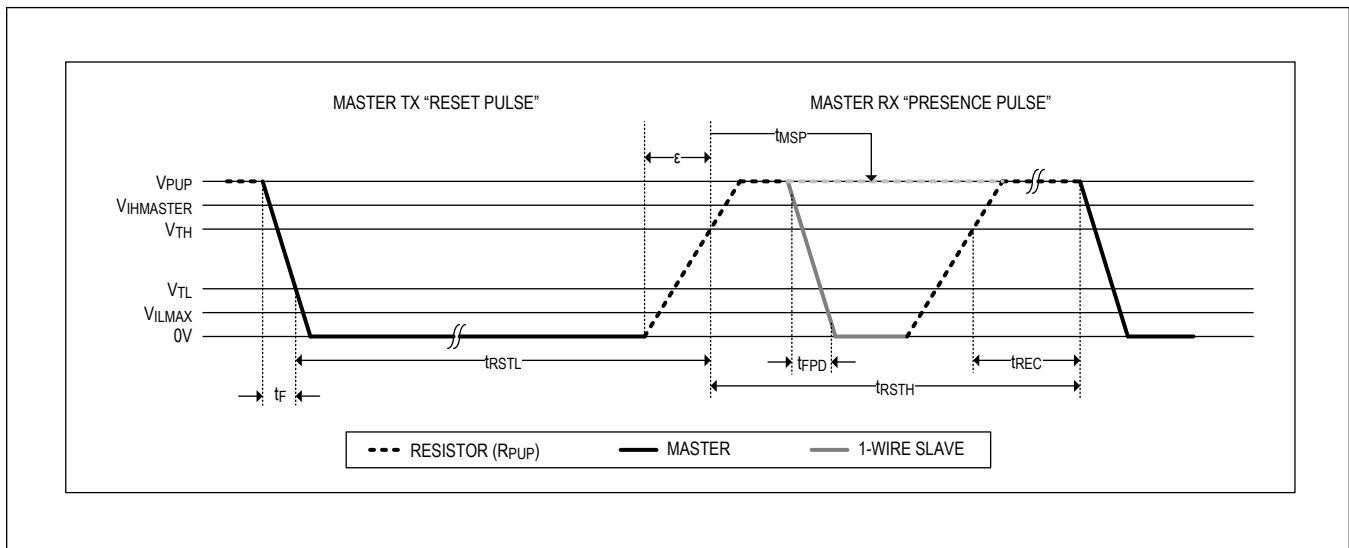 MASTER TX “RESET PULSE”
MASTER RX “PRESENCE PULSE”
tMSP
ε
VPUP
VIHMASTER
VTH
VTL
VILMAX
0V
tRSTL
tFPD
tREC
tRSTH
tF
RESISTOR (RPUP)
MASTER
1-WIRE SLAVE